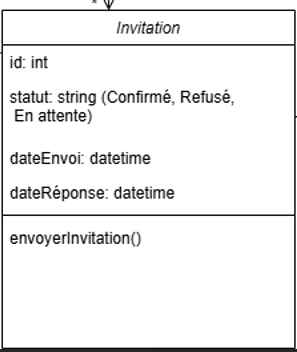 *
Invitation
id: int
statut: string (Confirmé, Refusé,
En attente)
dateEnvoi: datetime
dateRéponse: datetime
envoyerInvitation()